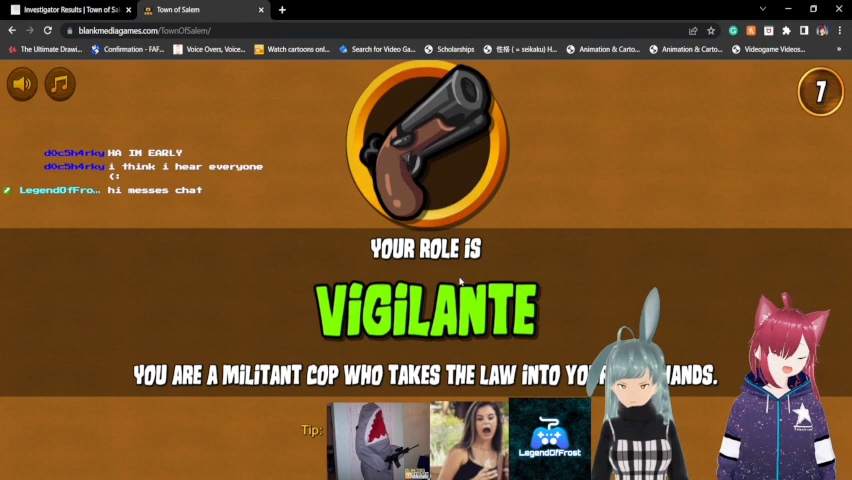 Investigator Results | Town of Sal
Town of Salem
blankmediagames.com/TownOfSalem/
The Ultimate Drawi...
Confirmation - FAF...
Voice Overs, Voice...
Watch cartoons onl...
Search for Video Ga...
Scholarships
性格 ( = seikaku) H...
Animation & Carto...
Animation & Carto...
Videogame Videos...
7
d0c5h4rky HA IM EARLY
d0c5h4rky i think i hear everyone
(:
LegendOfFro... hi messes chat
YOUR ROLE IS
VIGILANTE
YOU ARE A MILITANT COP WHO TAKES THE LAW INTO HANDS.
Tip:
LegendOfFrost